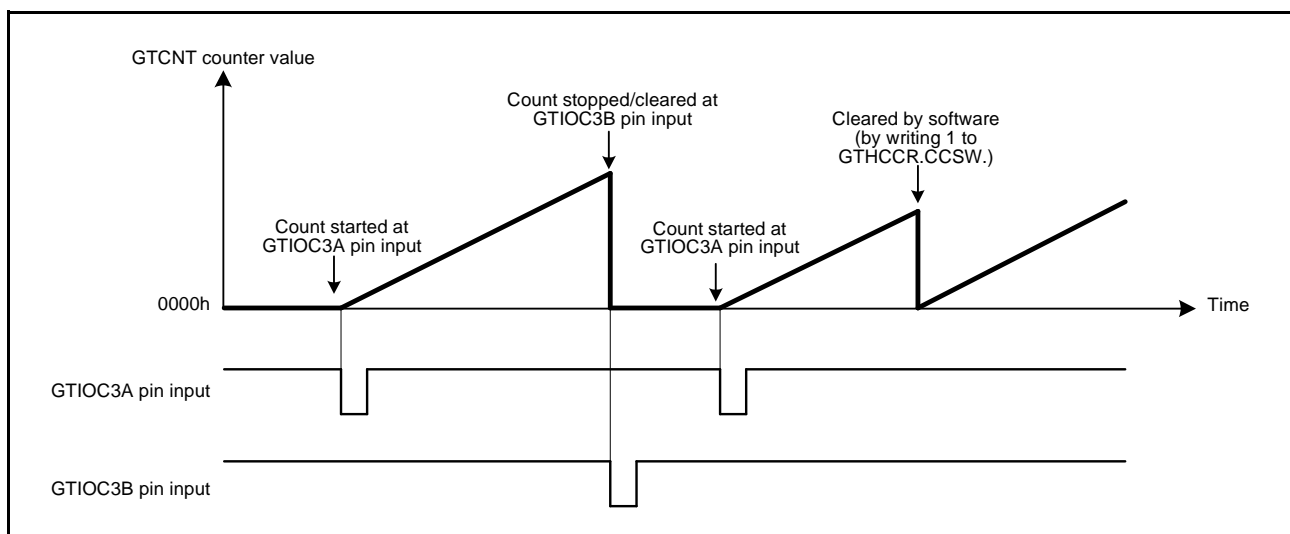 GTCNT counter value
Count stopped/cleared at
GTIOC3B pin input
Cleared by software
(by writing 1 to
GTHCCR.CCSW.)
Count started at
GTIOC3A pin input
Count started at
GTIOC3A pin input
0000h
Time
GTIOC3A pin input
GTIOC3B pin input